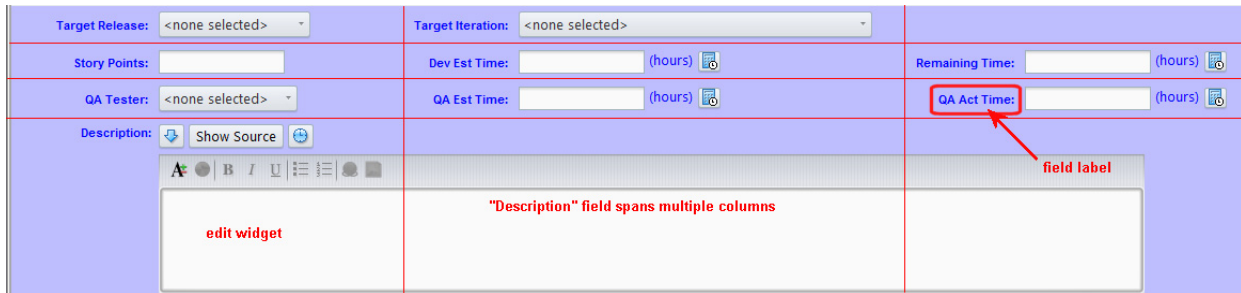 Target Release: <none selected> Target Iteration: <none selected>
Story Points: Dev Est Time: (hours) Remaining Time: (hours)
QA Tester: <none selected> QA Est Time: (hours) QA Act Time: (hours)
Description: Show Source
field label
A B I U
"Description" field spans multiple columns
edit widget